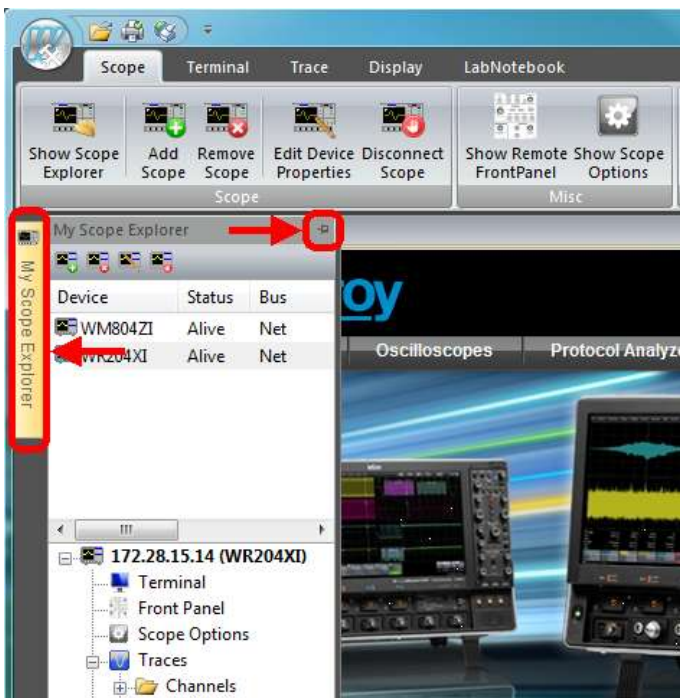 Scope Terminal Trace Display LabNotebook
Show Scope Explorer
Add Scope
Remove Scope
Edit Device Properties
Disconnect Scope
Show Remote FrontPanel
Show Scope Options
Scope
Misc
My Scope Explorer
My Scope Explorer
Device Status Bus
WM804ZI Alive Net
WR204XI Alive Net
oy
Oscilloscopes Protocol Analyz
172.28.15.14 (WR204XI)
Terminal
Front Panel
Scope Options
Traces
Channels